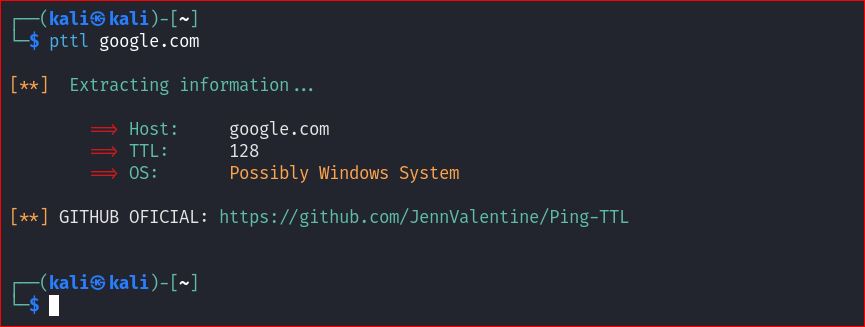 ┌──(kali㉿kali)-[~]
└─$ pttl google.com
[**]  Extracting information...
==> Host:     google.com
==> TTL:      128
==> OS:       Possibly Windows System
[**] GITHUB OFICIAL: https://github.com/JennValentine/Ping-TTL
┌──(kali㉿kali)-[~]
└─$